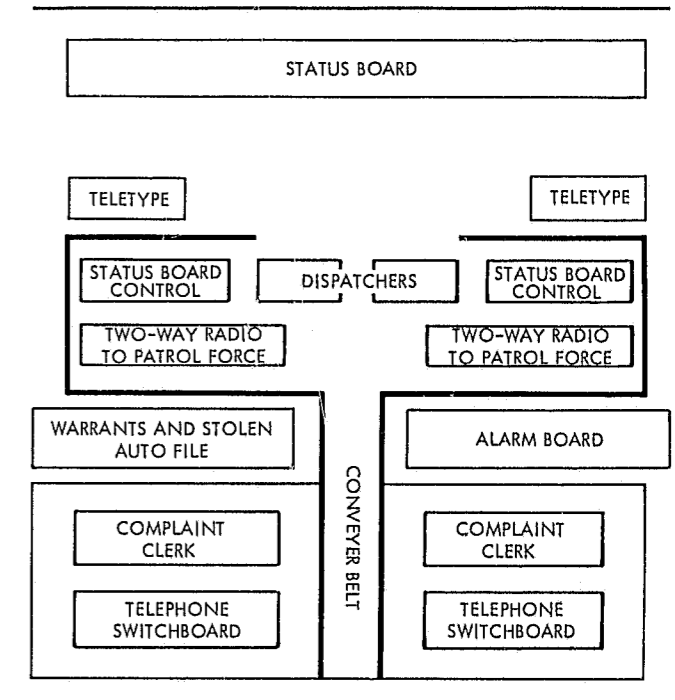 STATUS BOARD
TELETYPE
TELETYPE
STATUS BOARD
CONTROL
DISPATCHERS
STATUS BOARD
CONTROL
TWO-WAY RADIO
TO PATROL FORCE
TWO-WAY RADIO
TO PATROL FORCE
WARRANTS AND STOLEN
AUTO FILE
ALARM BOARD
CONVEYER BELT
COMPLAINT
CLERK
COMPLAINT
CLERK
TELEPHONE
SWITCHBOARD
TELEPHONE
SWITCHBOARD